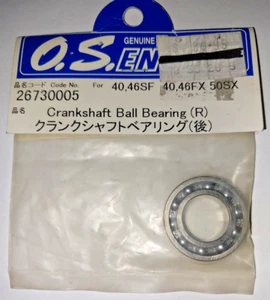 O.S. EN
GENUINE
品名コード Code No. For 40,46SF 40,46FX 50SX
26730005
品名 Crankshaft Ball Bearing (R)
クランクシャフトベアリング(後)